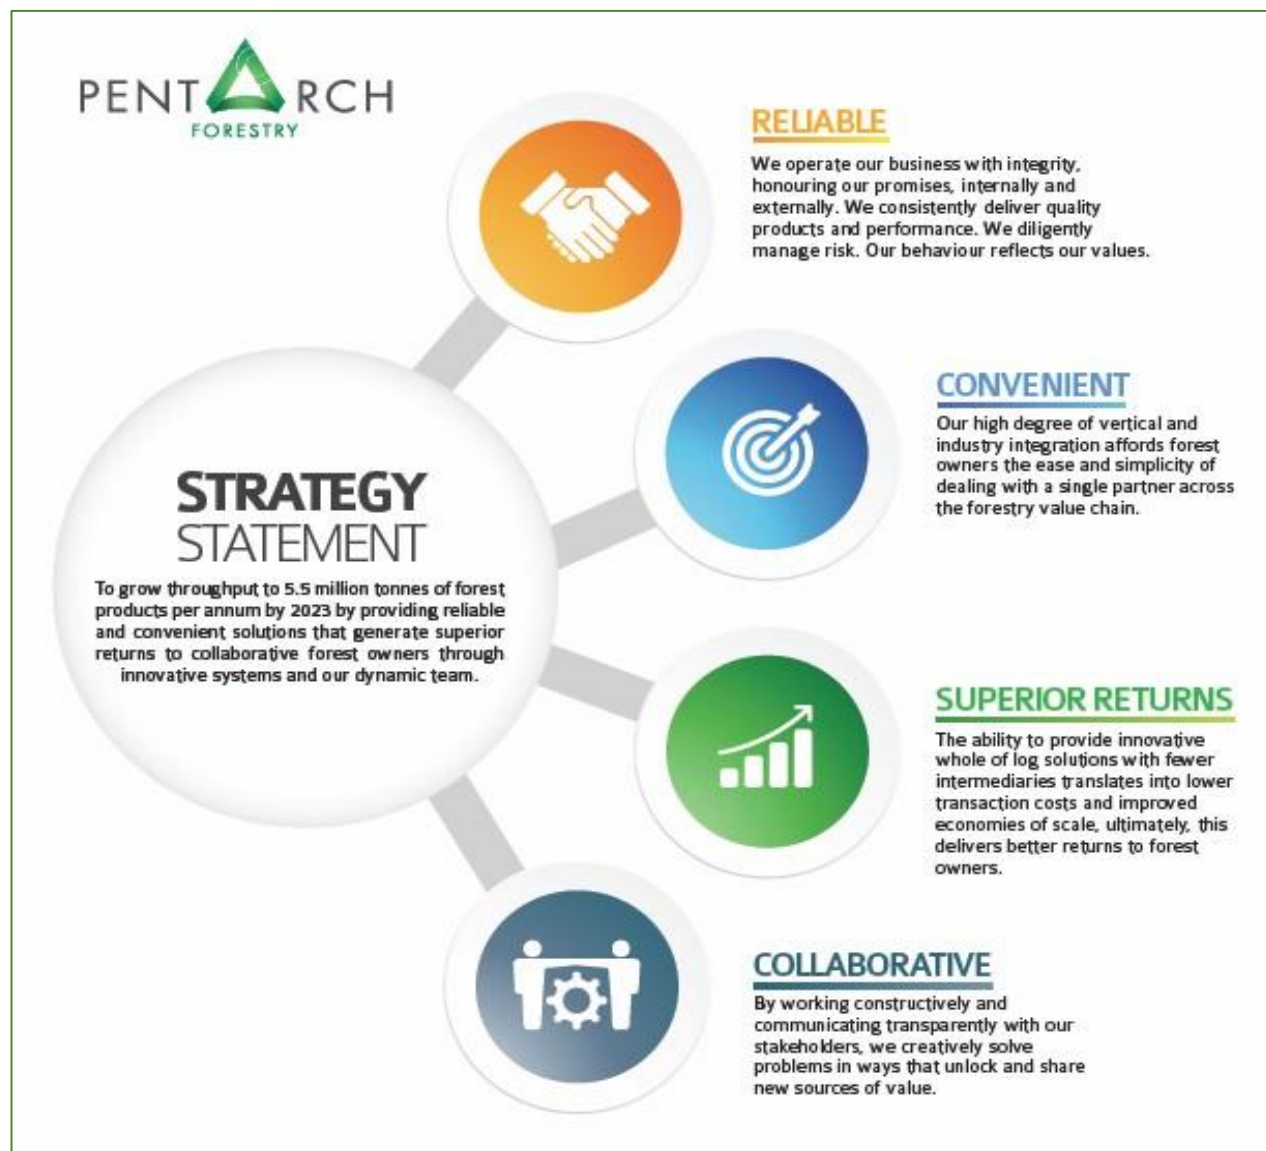 PENTARCH
FORESTRY
RELIABLE
We operate our business with integrity,
honouring our promises, internally and
externally. We consistently deliver quality
products and performance. We diligently
manage risk. Our behaviour reflects our values.
CONVENIENT
Our high degree of vertical and
industry integration affords forest
owners the ease and simplicity of
dealing with a single partner across
the forestry value chain.
STRATEGY
STATEMENT
To grow throughput to 5.5 million tonnes of forest
products per annum by 2023 by providing reliable
and convenient solutions that generate superior
returns to collaborative forest owners through
innovative systems and our dynamic team.
SUPERIOR RETURNS
The ability to provide innovative
whole of log solutions with fewer
intermediaries translates into lower
transaction costs and improved
economies of scale, ultimately, this
delivers better returns to forest
owners.
COLLABORATIVE
By working constructively and
communicating transparently with our
stakeholders, we creatively solve
problems in ways that unlock and share
new sources of value.